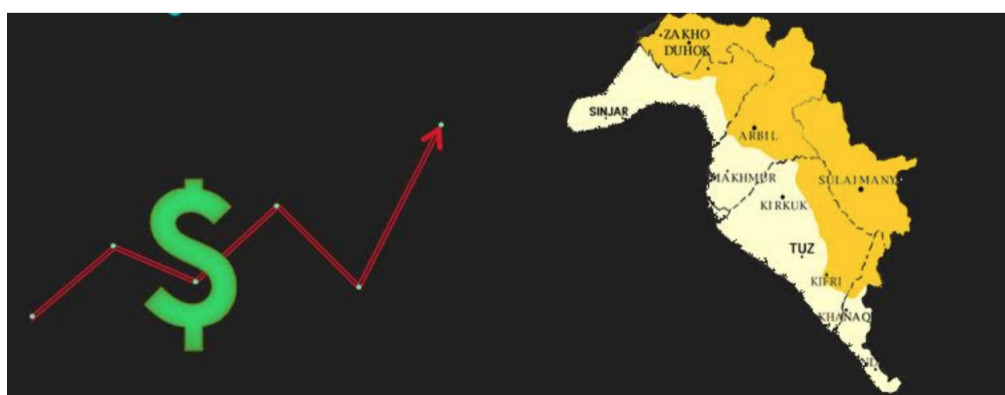 $
ZAKHO
DUHOK
SINJAR
ARBIL
MAKHMUR
SULAIMANY
KIRKUK
TUZ
KIFRI
KHANAQ